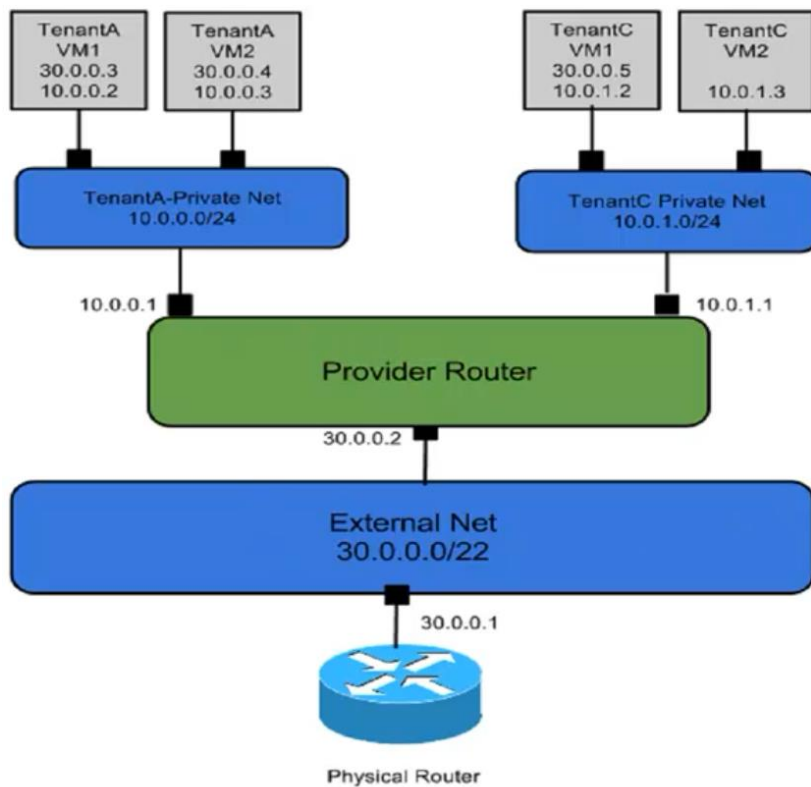 TenantA
VM1
30.0.0.3
10.0.0.2
TenantA
VM2
30.0.0.4
10.0.0.3
TenantC
VM1
30.0.0.5
10.0.1.2
TenantC
VM2
10.0.1.3
TenantA-Private Net
10.0.0.0/24
TenantC Private Net
10.0.1.0/24
10.0.0.1
10.0.1.1
Provider Router
30.0.0.2
External Net
30.0.0.0/22
30.0.0.1
Physical Router